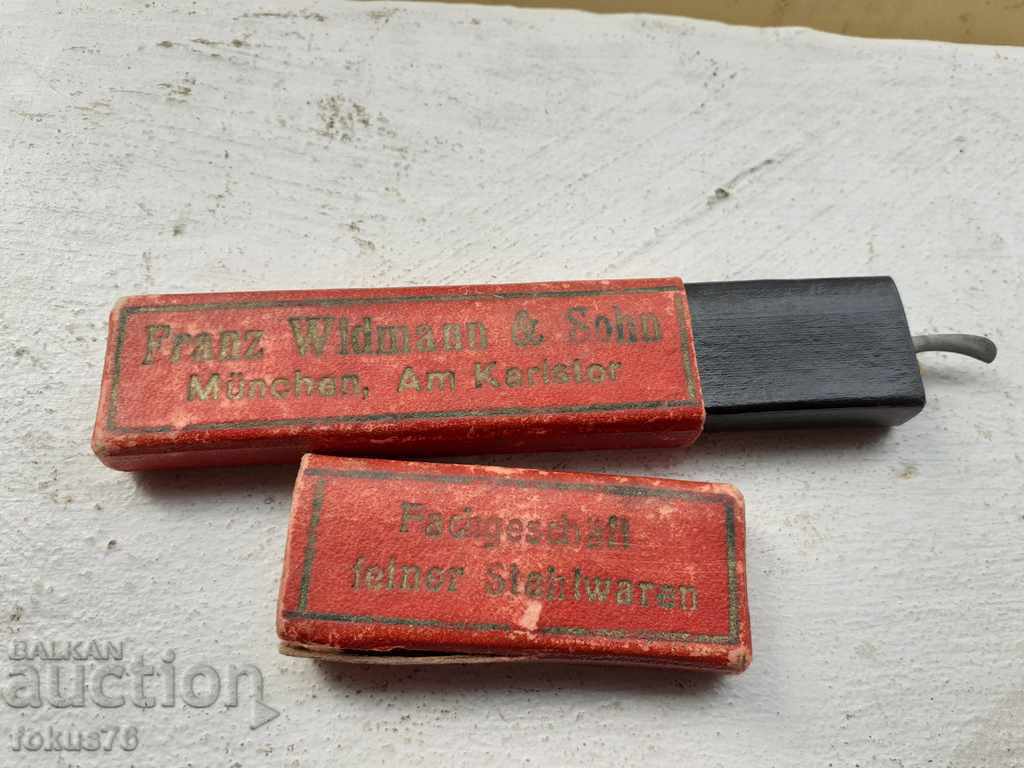 Franz Widmann & Sohn
München, Am Karlstor
Fachgeschäft
feiner Stahlwaren
BALKAN
auction
fokus76